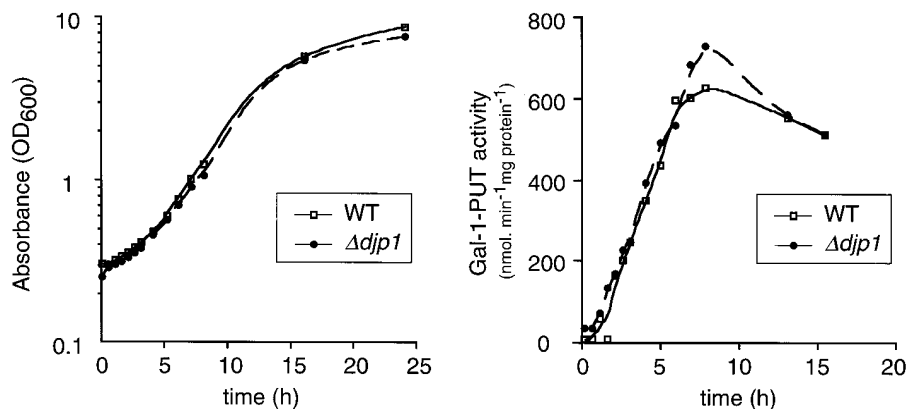 10
1
0.1
Absorbance (OD600)
0
5
10
15
20
25
time (h)
WT
Δdjp1
800
600
400
200
0
Gal-1-PUT activity
(nmol. min-1mg protein-1)
0
5
10
15
20
time (h)
WT
Δdjp1